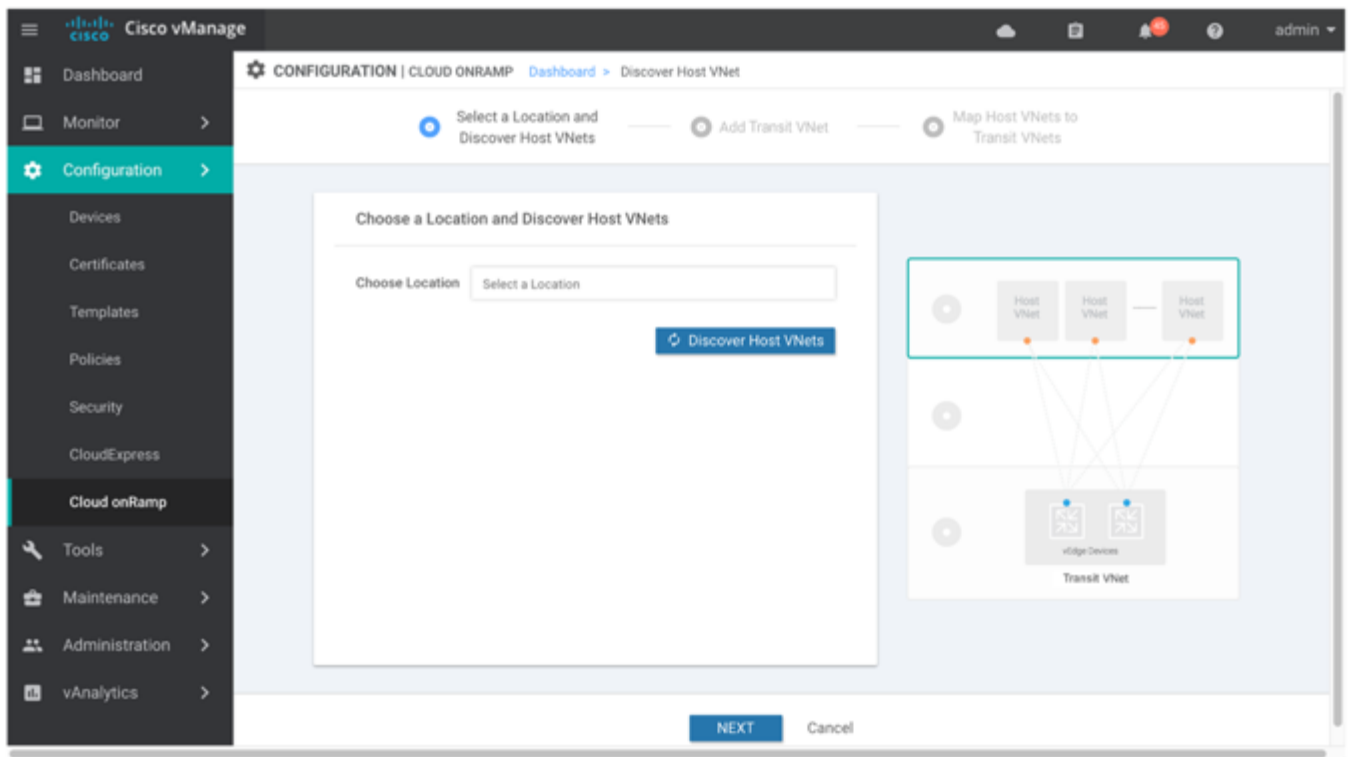 CISCO Cisco vManage
45
admin
Dashboard
Monitor
Configuration
Devices
Certificates
Templates
Policies
Security
CloudExpress
Cloud onRamp
Tools
Maintenance
Administration
vAnalytics
CONFIGURATION | CLOUD ONRAMP Dashboard > Discover Host VNet
Select a Location and
Discover Host VNets
Add Transit VNet
Map Host VNets to
Transit VNets
Choose a Location and Discover Host VNets
Choose Location Select a Location
Discover Host VNets
Host
VNet
Host
VNet
Host
VNet
vEdge Devices
Transit VNet
NEXT Cancel